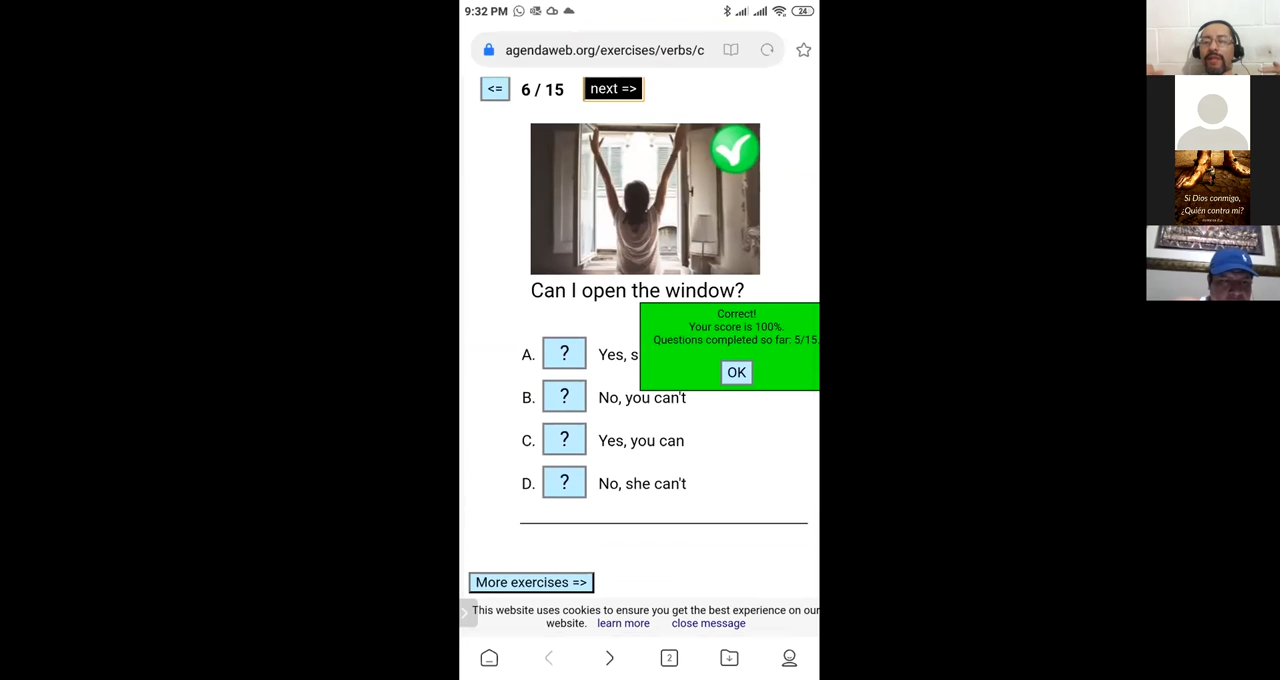 9:32 PM
24
agendaweb.org/exercises/verbs/c
<= 6 / 15 next =>
Can I open the window?
Correct!
Your score is 100%.
Questions completed so far: 5/15.
OK
A. ? Yes, s
B. ? No, you can't
C. ? Yes, you can
D. ? No, she can't
More exercises =>
This website uses cookies to ensure you get the best experience on our
website. learn more close message
2
Si Dios conmigo,
¿Quién contra mi?